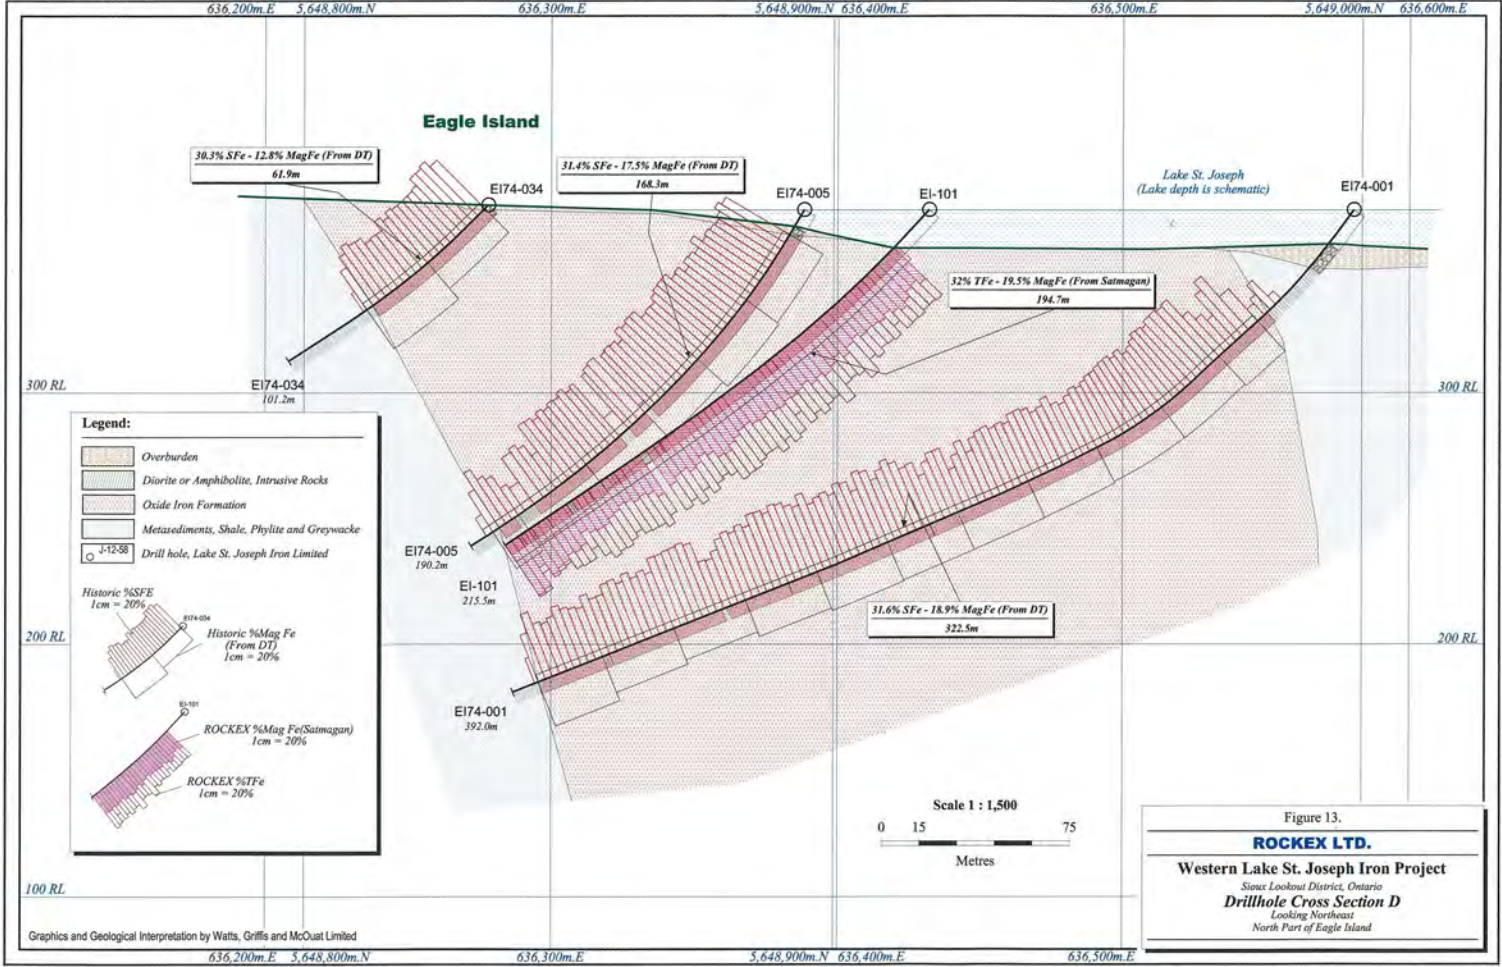 636,200m.E 5,648,800m.N 636,300m.E 5,648,900m.N 636,400m.E 636,500m.E 5,649,000m.N 636,600m.E
Eagle Island
30.3% SFe - 12.8% MagFe (From DT)
61.9m
EI74-034
31.4% SFe - 17.5% MagFe (From DT)
168.3m
EI74-005
EI-101
Lake St. Joseph
(Lake depth is schematic)
EI74-001
32% TFe - 19.5% MagFe (From Satmagan)
194.7m
300 RL
300 RL
EI74-034
101.2m
Legend:
Overburden
Diorite or Amphibolite, Intrusive Rocks
Oxide Iron Formation
Metasediments, Shale, Phylite and Greywacke
J-12-58
Drill hole, Lake St. Joseph Iron Limited
Historic %SFE
1cm = 20%
EI74-034
Historic %Mag Fe
(From DT)
1cm = 20%
EI-101
ROCKEX %Mag Fe(Satmagan)
1cm = 20%
ROCKEX %TFe
1cm = 20%
EI74-005
190.2m
EI-101
215.5m
31.6% SFe - 18.9% MagFe (From DT)
322.5m
200 RL
200 RL
EI74-001
392.0m
Scale 1 : 1,500
0 15 75
Metres
100 RL
Figure 13.
ROCKEX LTD.
Western Lake St. Joseph Iron Project
Sioux Lookout District, Ontario
Drillhole Cross Section D
Looking Northeast
North Part of Eagle Island
Graphics and Geological Interpretation by Watts, Griffis and McOuat Limited
636,200m.E 5,648,800m.N 636,300m.E 5,648,900m.N 636,400m.E 636,500m.E